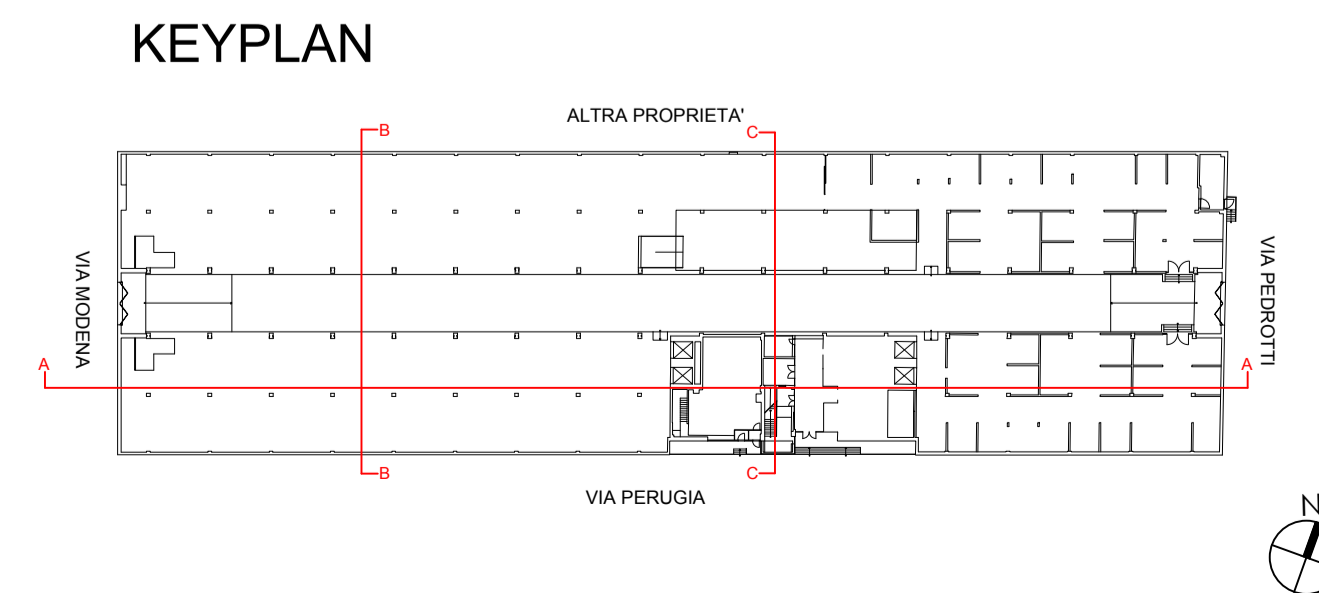 KEYPLAN
ALTRA PROPRIETA'
B
C
VIA MODENA
VIA PEDROTTI
A
A
B
C
VIA PERUGIA
N